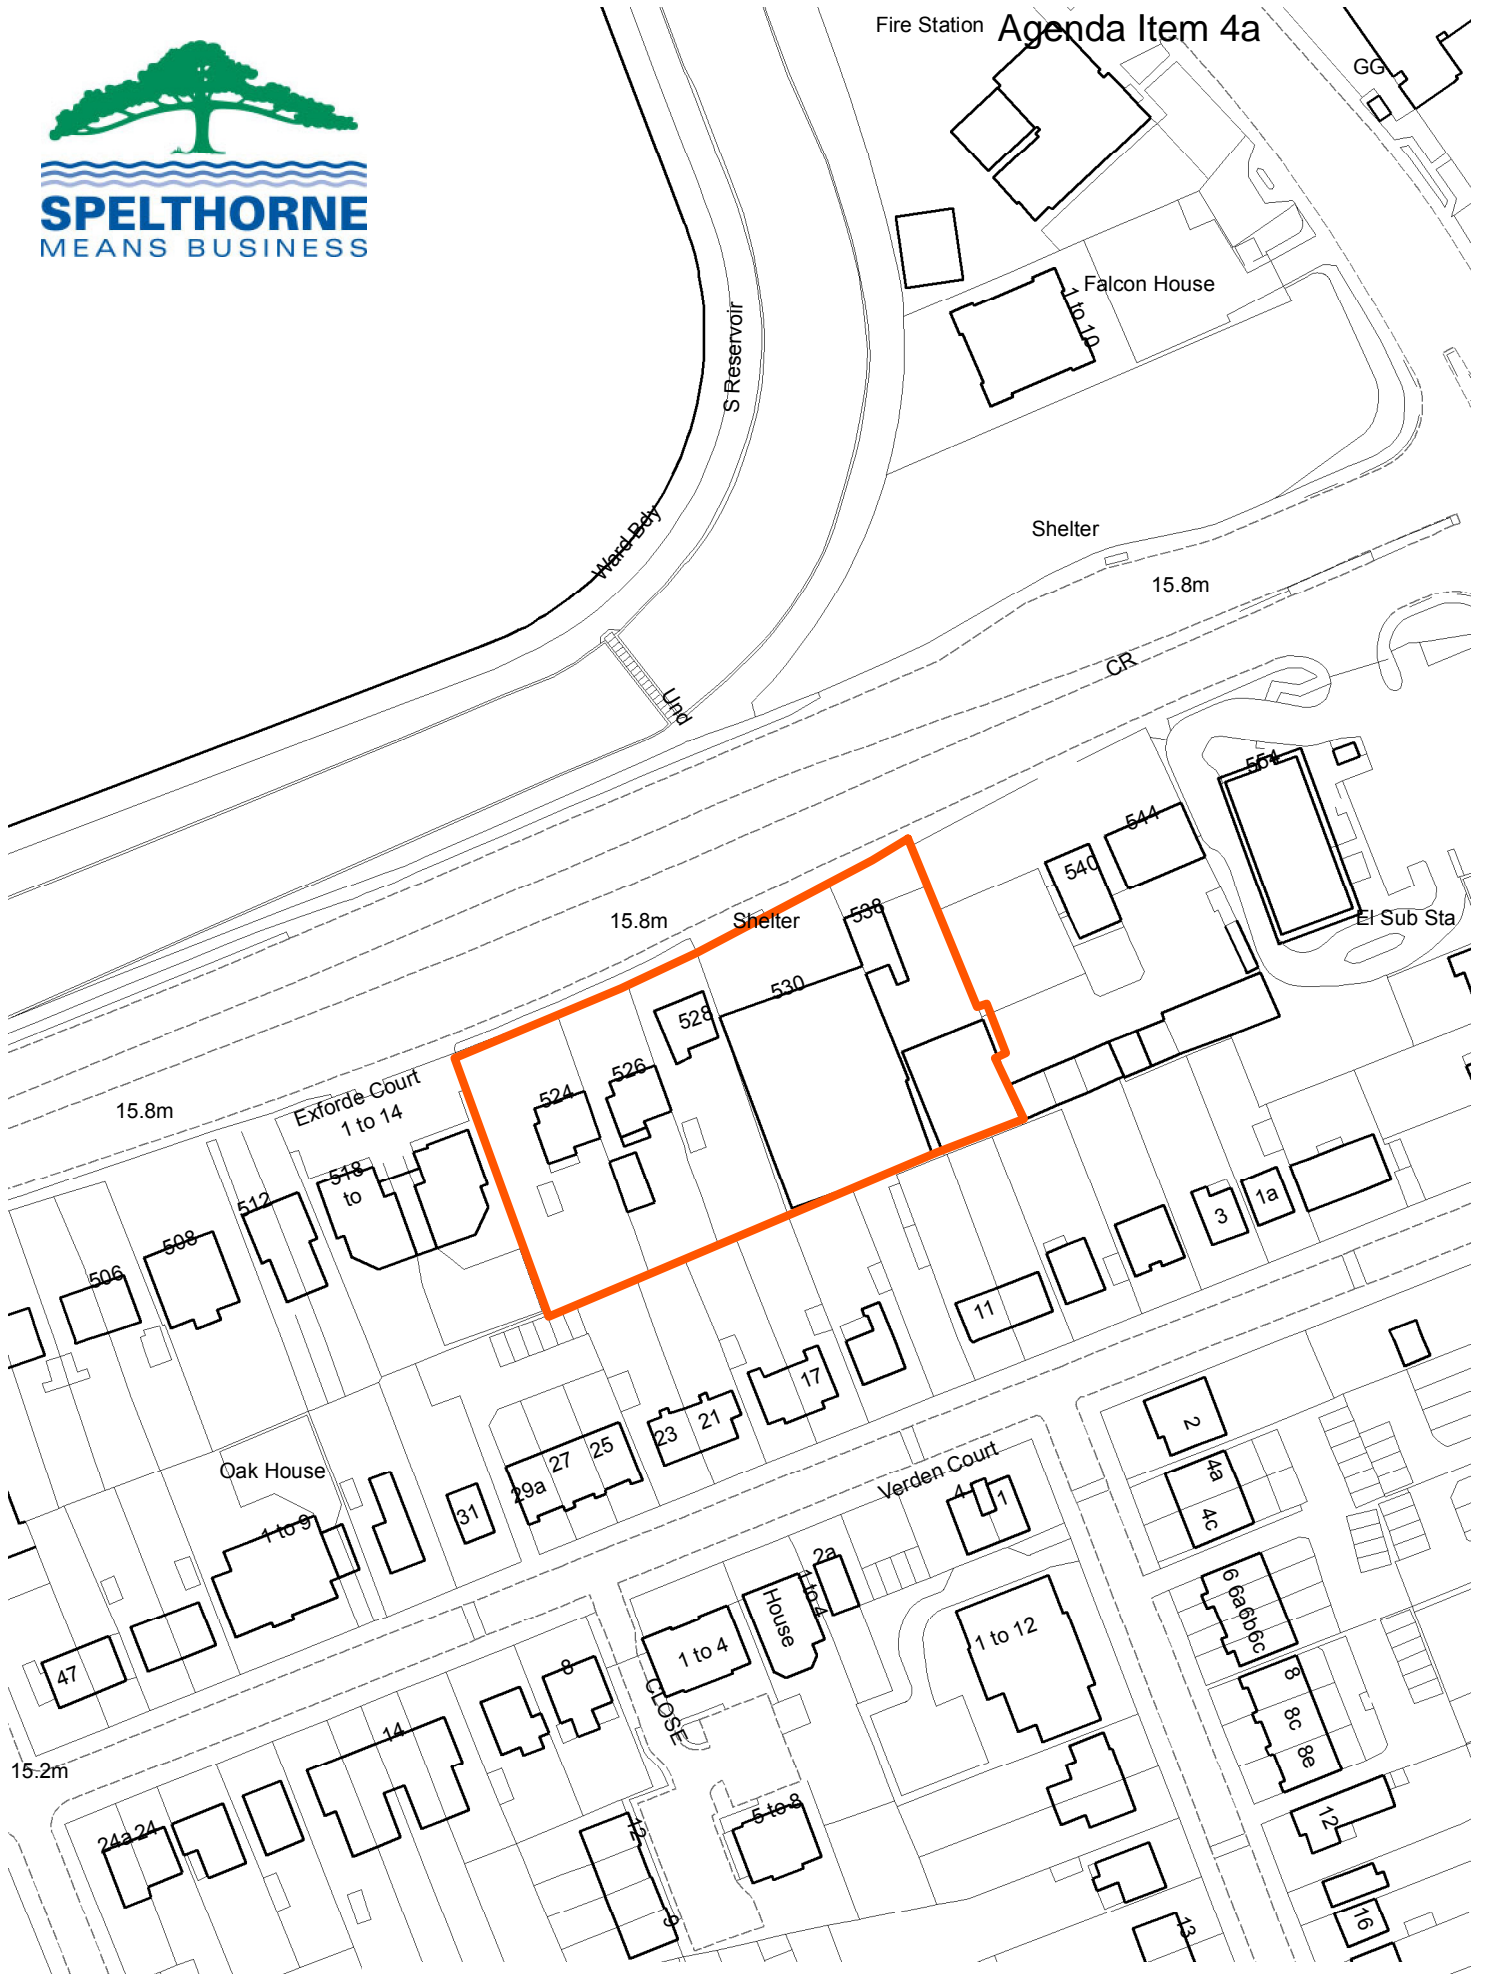 Fire Station
Agenda Item 4a
GG
SPELTHORNE
MEANS BUSINESS
Falcon House
1 to 10
S Reservoir
Ward Bdy
Shelter
15.8m
CR
Und
554
544
540
El Sub Sta
538
15.8m
Shelter
530
528
526
524
Exforde Court
1 to 14
15.8m
518
to
512
508
506
1a
3
11
17
21
23
25
27
29a
31
Oak House
1 to 9
47
Verden Court
4
1
2
4a
4c
2a
1 to 4
House
1 to 4
1 to 12
6 6a6b6c
8
8c
8e
8
CLOSE
14
15.2m
24a 24
5 to 8
12
9
12
16
13